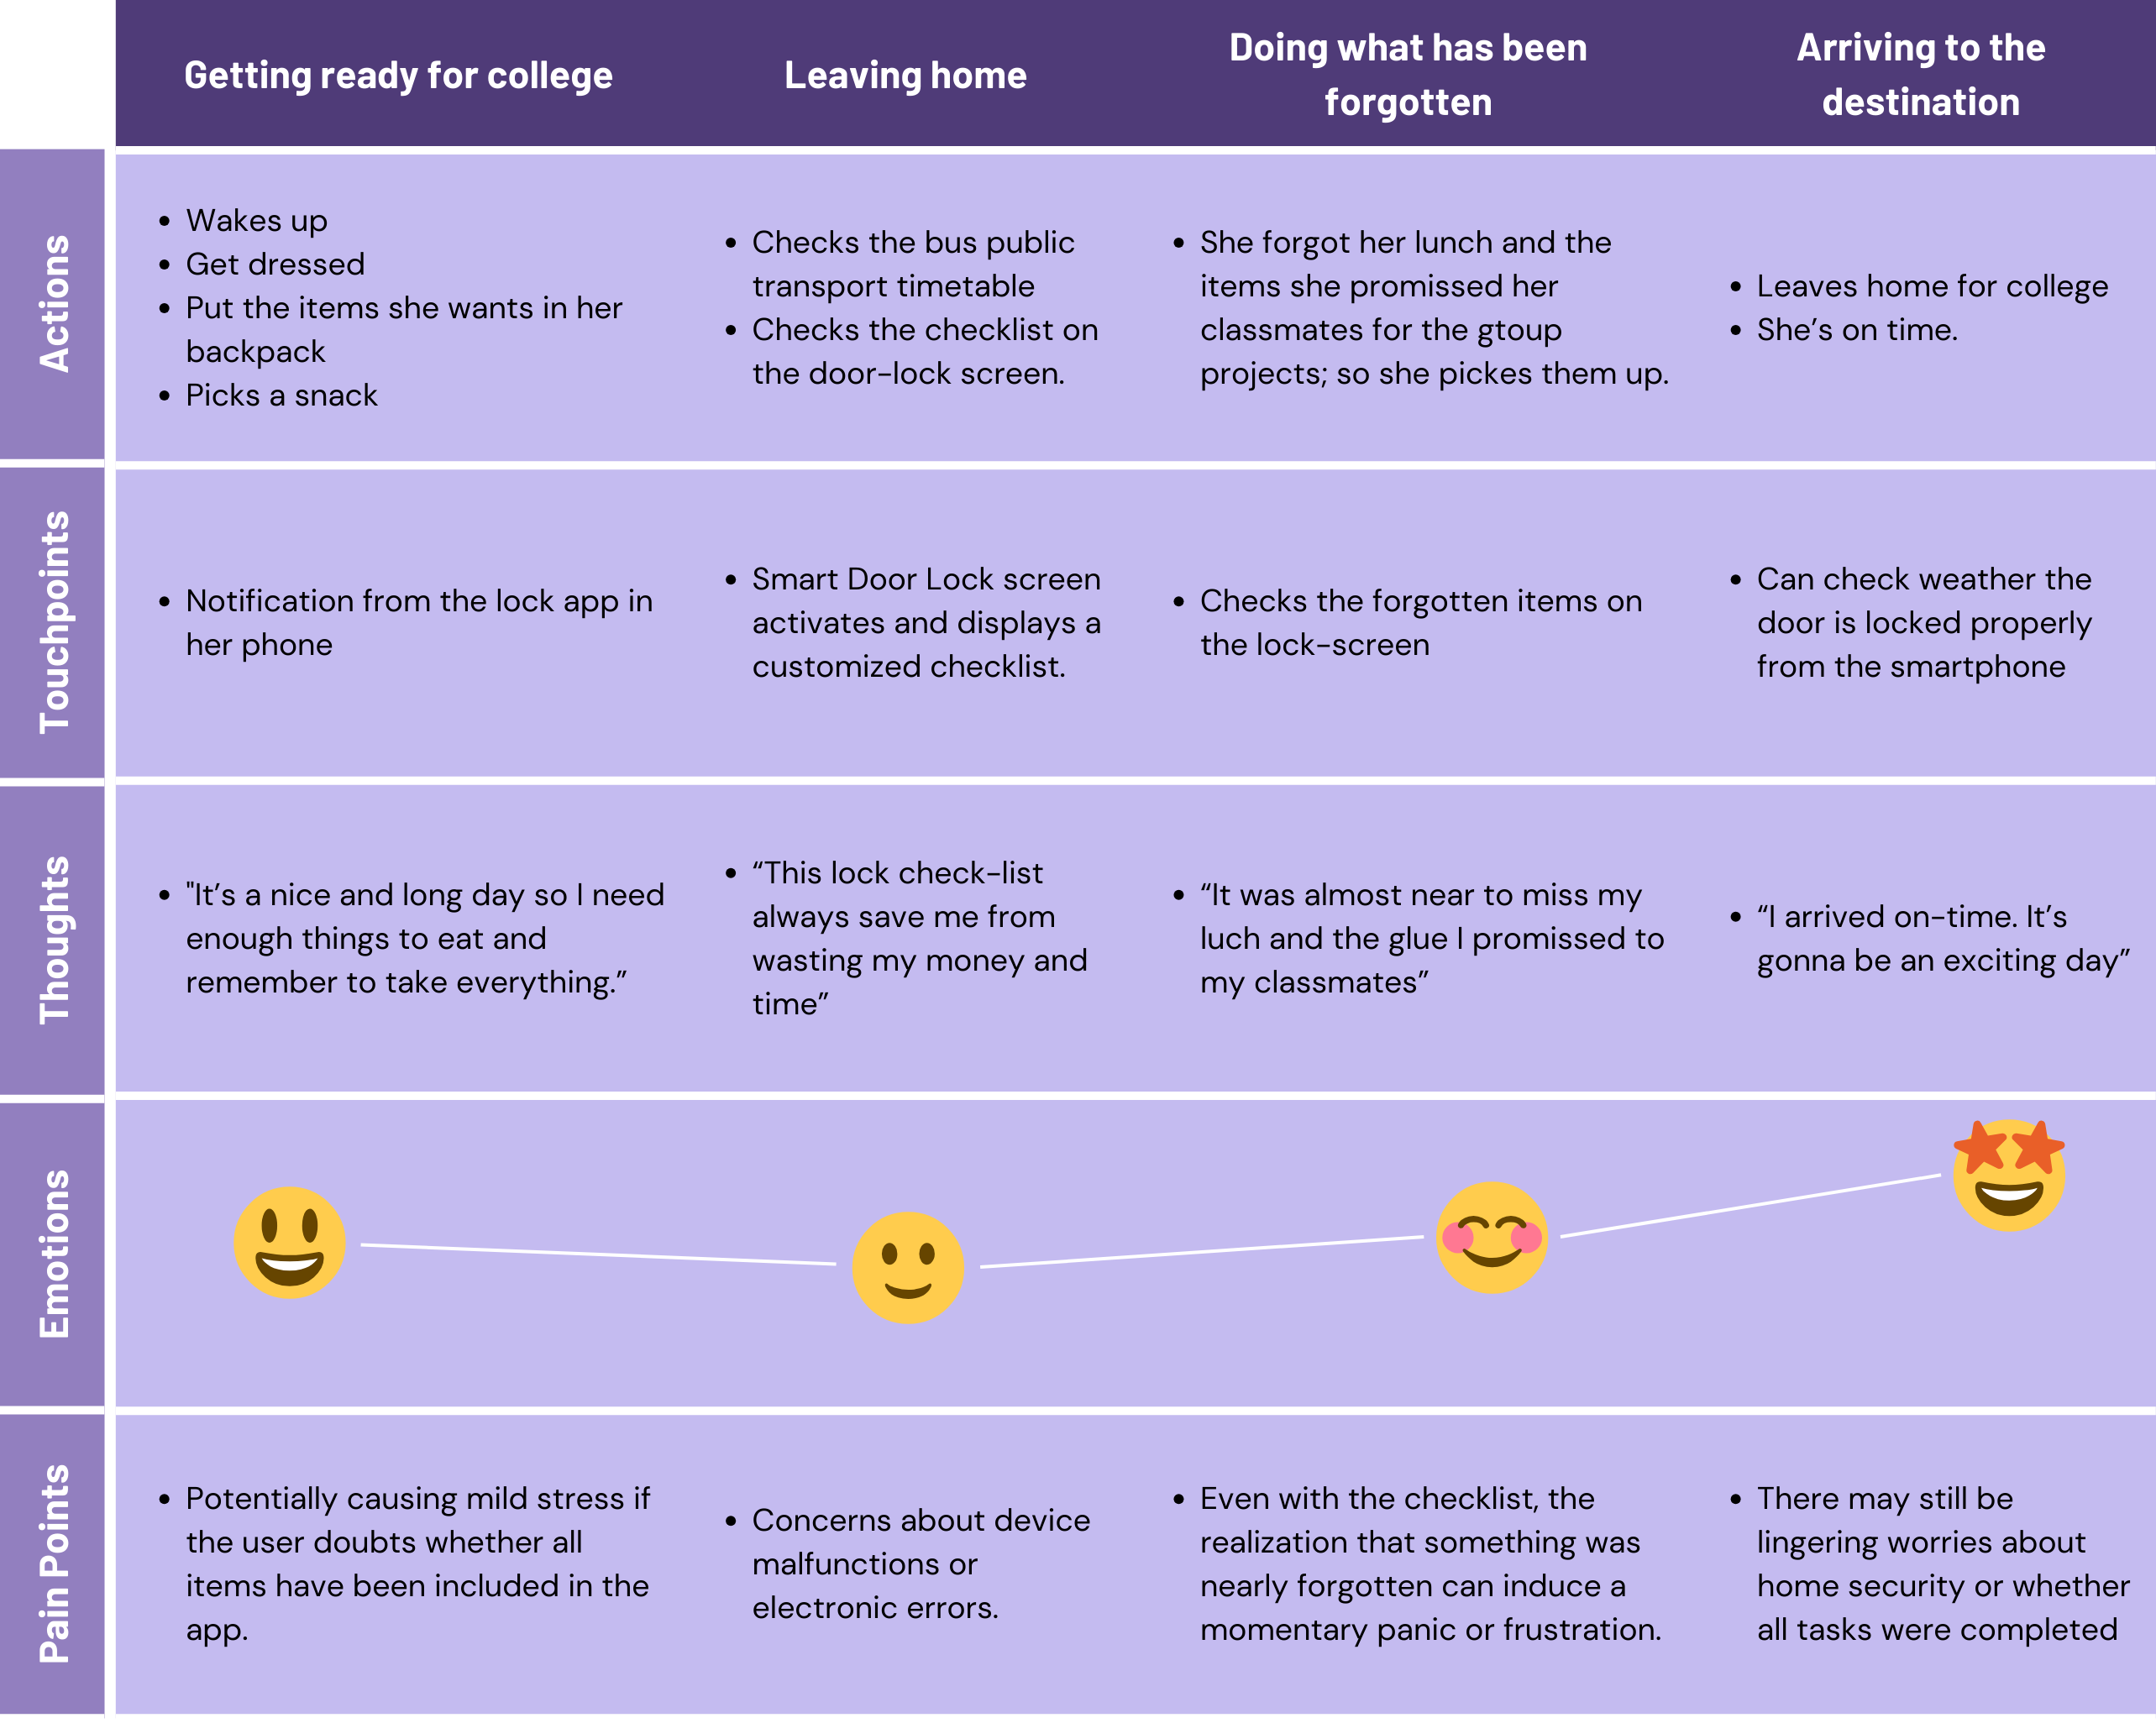 Getting ready for college
Leaving home
Doing what has been
forgotten
Arriving to the
destination
Actions
• Wakes up
• Get dressed
• Put the items she wants in her
backpack
• Picks a snack
• Checks the bus public
transport timetable
• Checks the checklist on
the door-lock screen.
• She forgot her lunch and the
items she promissed her
classmates for the gtoup
projects; so she pickes them up.
• Leaves home for college
• She’s on time.
Touchpoints
• Notification from the lock app in
her phone
• Smart Door Lock screen
activates and displays a
customized checklist.
• Checks the forgotten items on
the lock-screen
• Can check weather the
door is locked properly
from the smartphone
Thoughts
• "It’s a nice and long day so I need
enough things to eat and
remember to take everything.”
• “This lock check-list
always save me from
wasting my money and
time”
• “It was almost near to miss my
luch and the glue I promissed to
my classmates”
• “I arrived on-time. It’s
gonna be an exciting day”
Emotions
Pain Points
• Potentially causing mild stress if
the user doubts whether all
items have been included in the
app.
• Concerns about device
malfunctions or
electronic errors.
• Even with the checklist, the
realization that something was
nearly forgotten can induce a
momentary panic or frustration.
• There may still be
lingering worries about
home security or whether
all tasks were completed